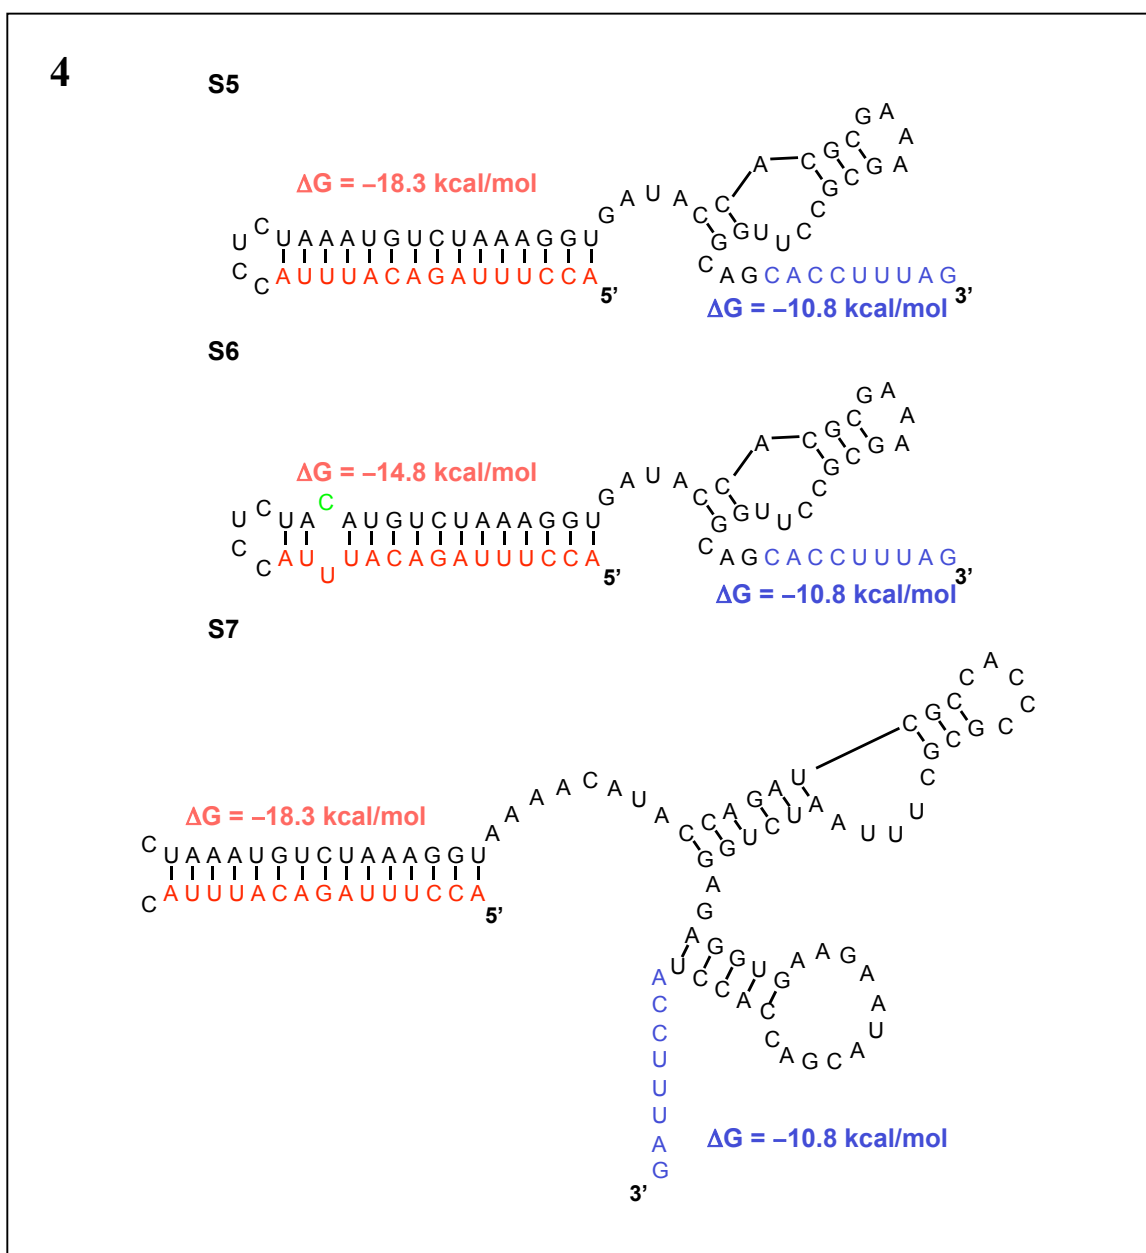 4
S5
ΔG = –18.3 kcal/mol
G A
C G C A
A C G A
G A U A C C G C G
U C U A A A U G U C U A A A G G U
G G U U C C
C C A U U U A C A G A U U U C C A
5'
C A G C A C C U U U A G
3'
ΔG = –10.8 kcal/mol
S6
ΔG = –14.8 kcal/mol
G A
C G C A
A C G A
G A U A C C G C G
U C U A C A U G U C U A A A G G U
G G U U C C
C C A U U U A C A G A U U U C C A
5'
C A G C A C C U U U A G
3'
ΔG = –10.8 kcal/mol
S7
A
C C
C G C C
G C G C
C
U
U U A A
ΔG = –18.3 kcal/mol
A A A A C A U A C C A G A U
C U A A A U G U C U A A A G G U
G G U C U A
C A U U U A C A G A U U U C C A
5'
A
G
A G G U G A A G A A U
U C C A C C A G C A
A
C
C
U
U
U
A
G
3'
ΔG = –10.8 kcal/mol